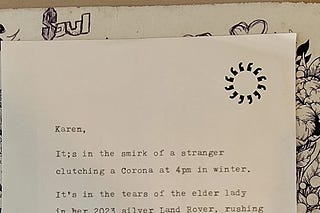 Soul
Karen,
It;s in the smirk of a stranger
clutching a Corona at 4pm in winter.
It's in the tears of the elder lady
in her 2023 silver Land Rover, rushing